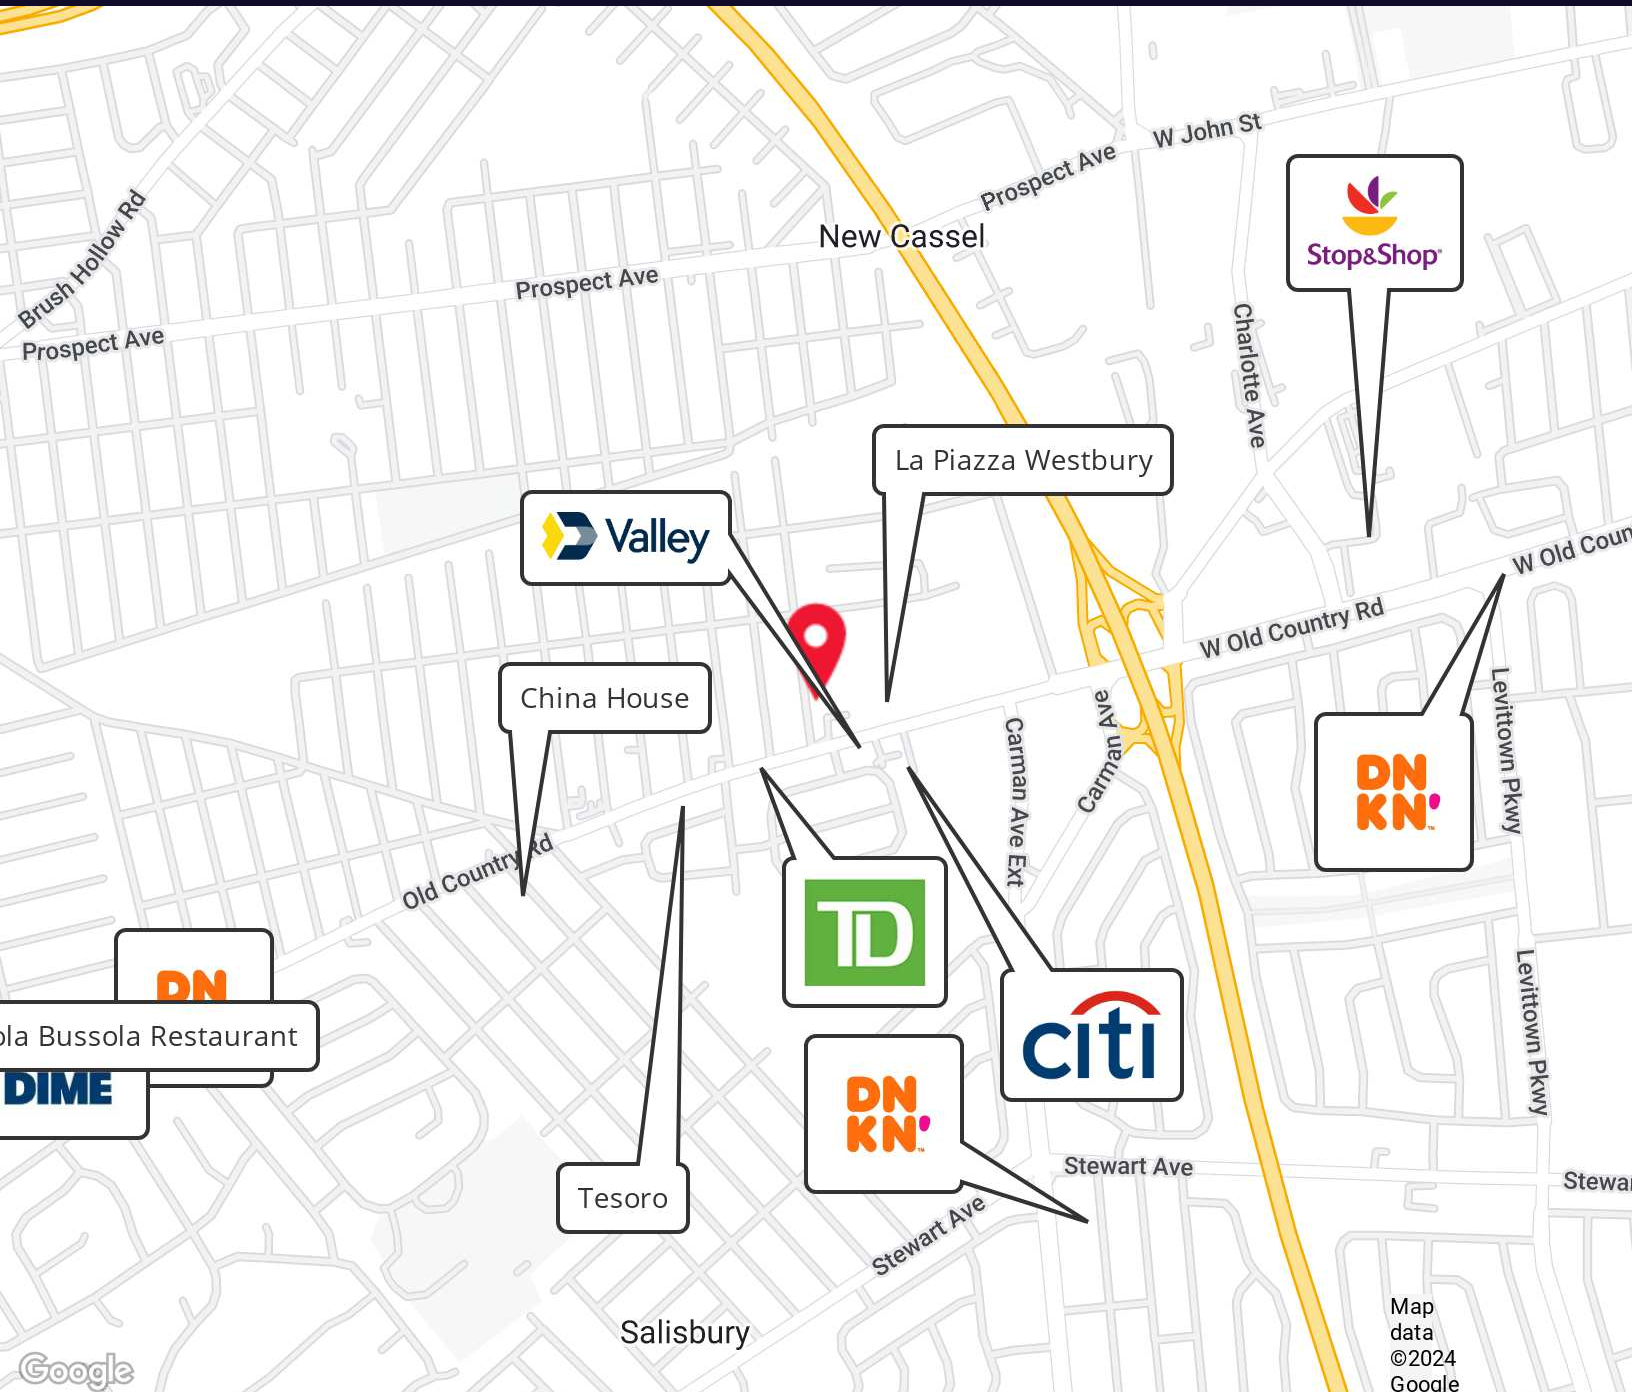 W John St
Prospect Ave
Brush Hollow Rd
New Cassel
Stop&Shop
Prospect Ave
Prospect Ave
Charlotte Ave
La Piazza Westbury
Valley
W Old Coun
W Old Country Rd
China House
Carman Ave
Levittown Pkwy
Carman Ave Ext
DN
KN'
Old Country Rd
TD
DN
ola Bussola Restaurant
DIME
citi
Levittown Pkwy
DN
KN'
Stewart Ave
Stewar
Tesoro
Stewart Ave
Salisbury
Map
data
©2024
Google
Google